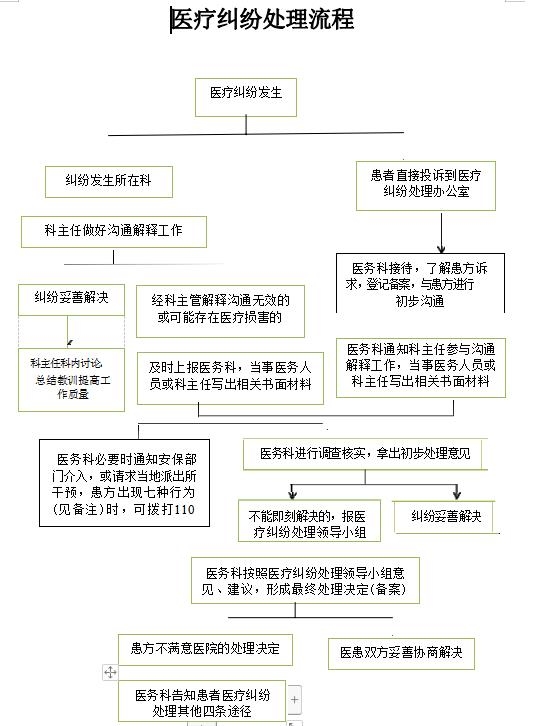 医疗纠纷处理流程
医疗纠纷发生
纠纷发生所在科
患者直接投诉到医疗
纠纷处理办公室
科主任做好沟通解释工作
医务科接待，了解患方诉
求，登记备案，与患方进行
初步沟通
纠纷妥善解决
经科主管解释沟通无效的
或可能存在医疗损害的
科主任科内讨论，
总结教训提高工
作质量
及时上报医务科，当事医务人
员或科主任写出相关书面材料
医务科通知科主任参与沟通
解释工作，当事医务人员或
科主任写出相关书面材料
医务科必要时通知安保部
门介入，或请求当地派出所
干预，患方出现七种行为
(见备注)时，可拨打110
医务科进行调查核实，拿出初步处理意见
不能即刻解决的，报医
疗纠纷处理领导小组
纠纷妥善解决
医务科按照医疗纠纷处理领导小组意
见、建议，形成最终处理决定(备案)
患方不满意医院的处理决定
医患双方妥善协商解决
医务科告知患者医疗纠纷
处理其他四条途径